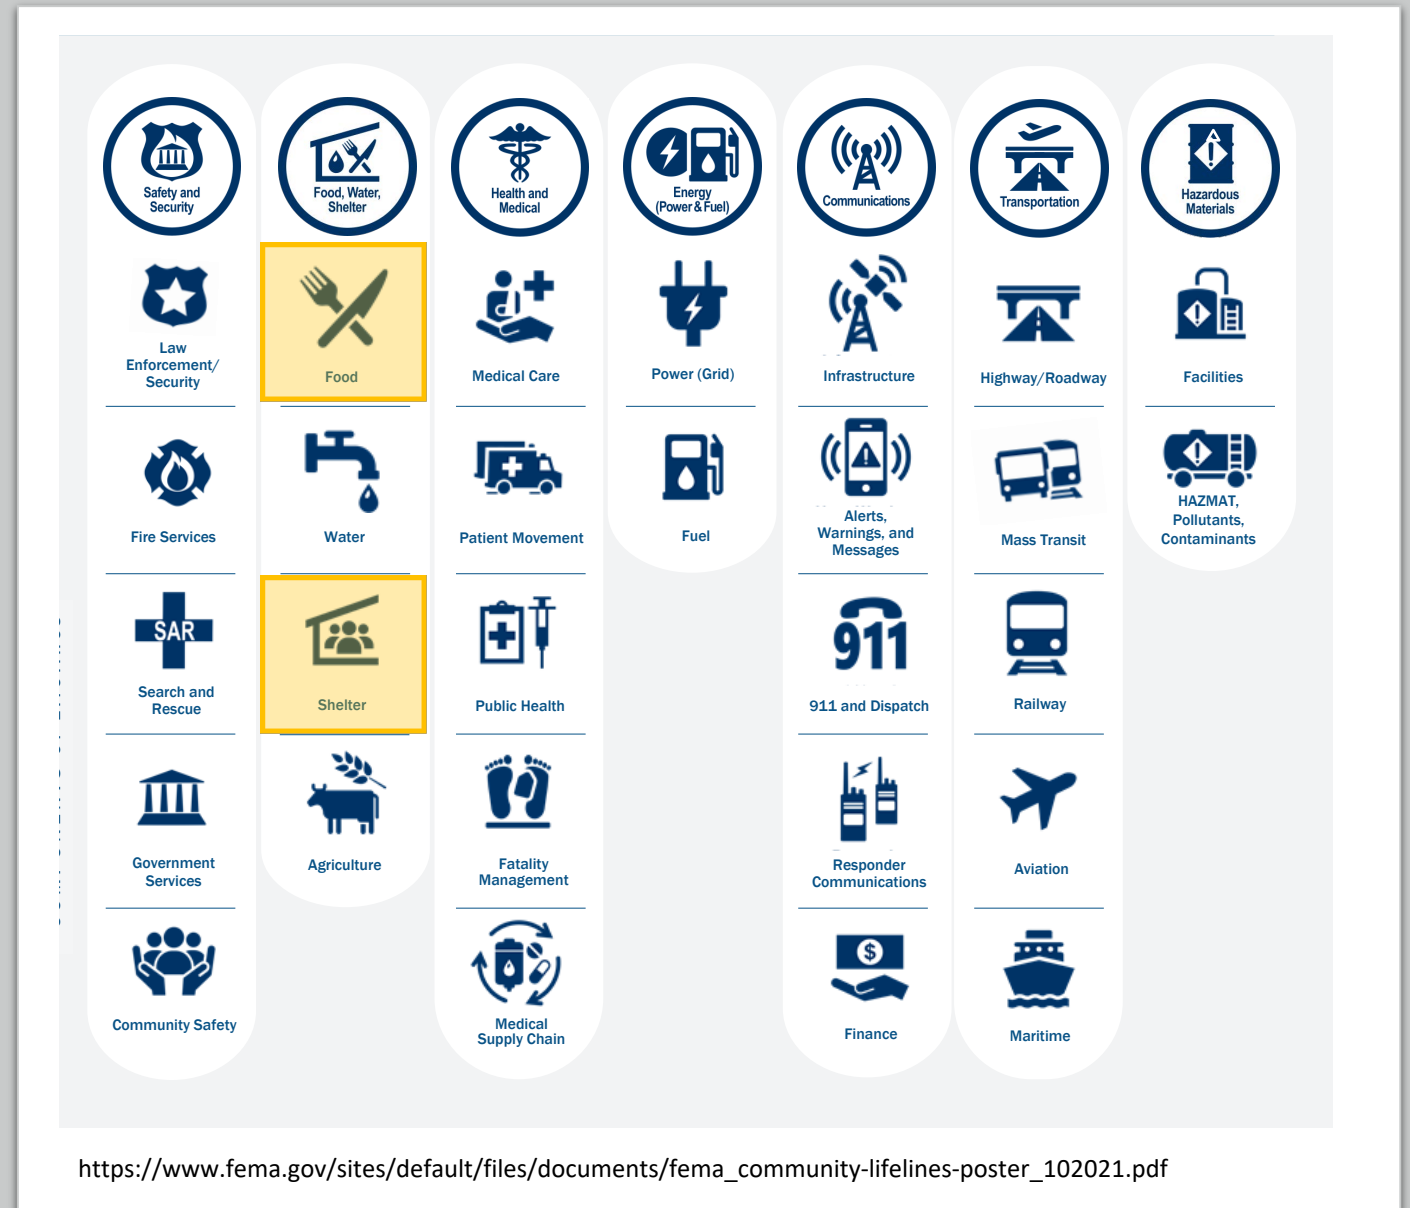 Safety and
Security
Food, Water,
Shelter
Health and
Medical
Energy
(Power & Fuel)
Communications
Transportation
Hazardous
Materials
Law
Enforcement/
Security
Food
Medical Care
Power (Grid)
Infrastructure
Highway/Roadway
Facilities
Fire Services
Water
Patient Movement
Fuel
Alerts,
Warnings, and
Messages
Mass Transit
HAZMAT,
Pollutants,
Contaminants
SAR
Search and
Rescue
Shelter
Public Health
911
911 and Dispatch
Railway
Government
Services
Agriculture
Fatality
Management
Responder
Communications
Aviation
Community Safety
Medical
Supply Chain
$
Finance
Maritime
https://www.fema.gov/sites/default/files/documents/fema_community-lifelines-poster_102021.pdf